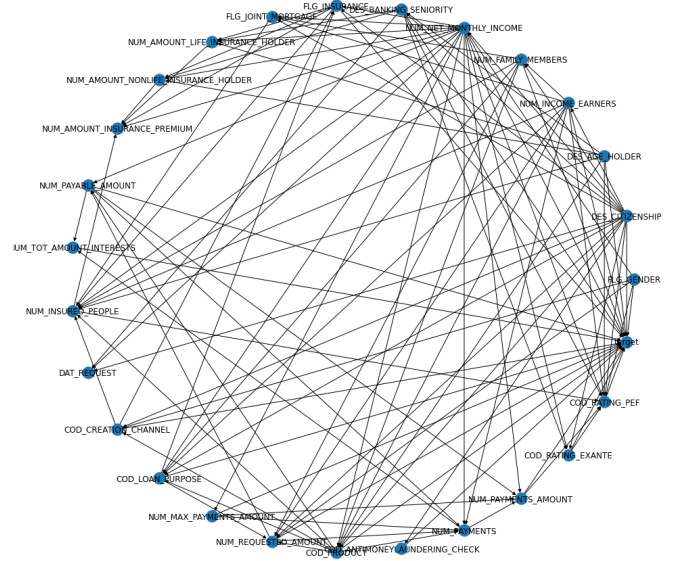 FLG_INSURANCE
DES_BANKING_SENIORITY
FLG_JOINT_MORTGAGE
NUM_NET_MONTHLY_INCOME
NUM_AMOUNT_LIFE_INSURANCE_HOLDER
NUM_FAMILY_MEMBERS
NUM_AMOUNT_NONLIFE_INSURANCE_HOLDER
NUM_INCOME_EARNERS
NUM_AMOUNT_INSURANCE_PREMIUM
DES_AGE_HOLDER
NUM_PAYABLE_AMOUNT
DES_CITIZENSHIP
IUM_TOT_AMOUNT_INTERESTS
FLG_GENDER
NUM_INSURED_PEOPLE
Target
DAT_REQUEST
COD_RATING_PEF
COD_CREATION_CHANNEL
COD_RATING_EXANTE
COD_LOAN_PURPOSE
NUM_PAYMENTS_AMOUNT
NUM_MAX_PAYMENTS_AMOUNT
NUM_PAYMENTS
NUM_REQUESTED_AMOUNT
COD_PRODUCT
ANTIMONEYLAUNDERING_CHECK